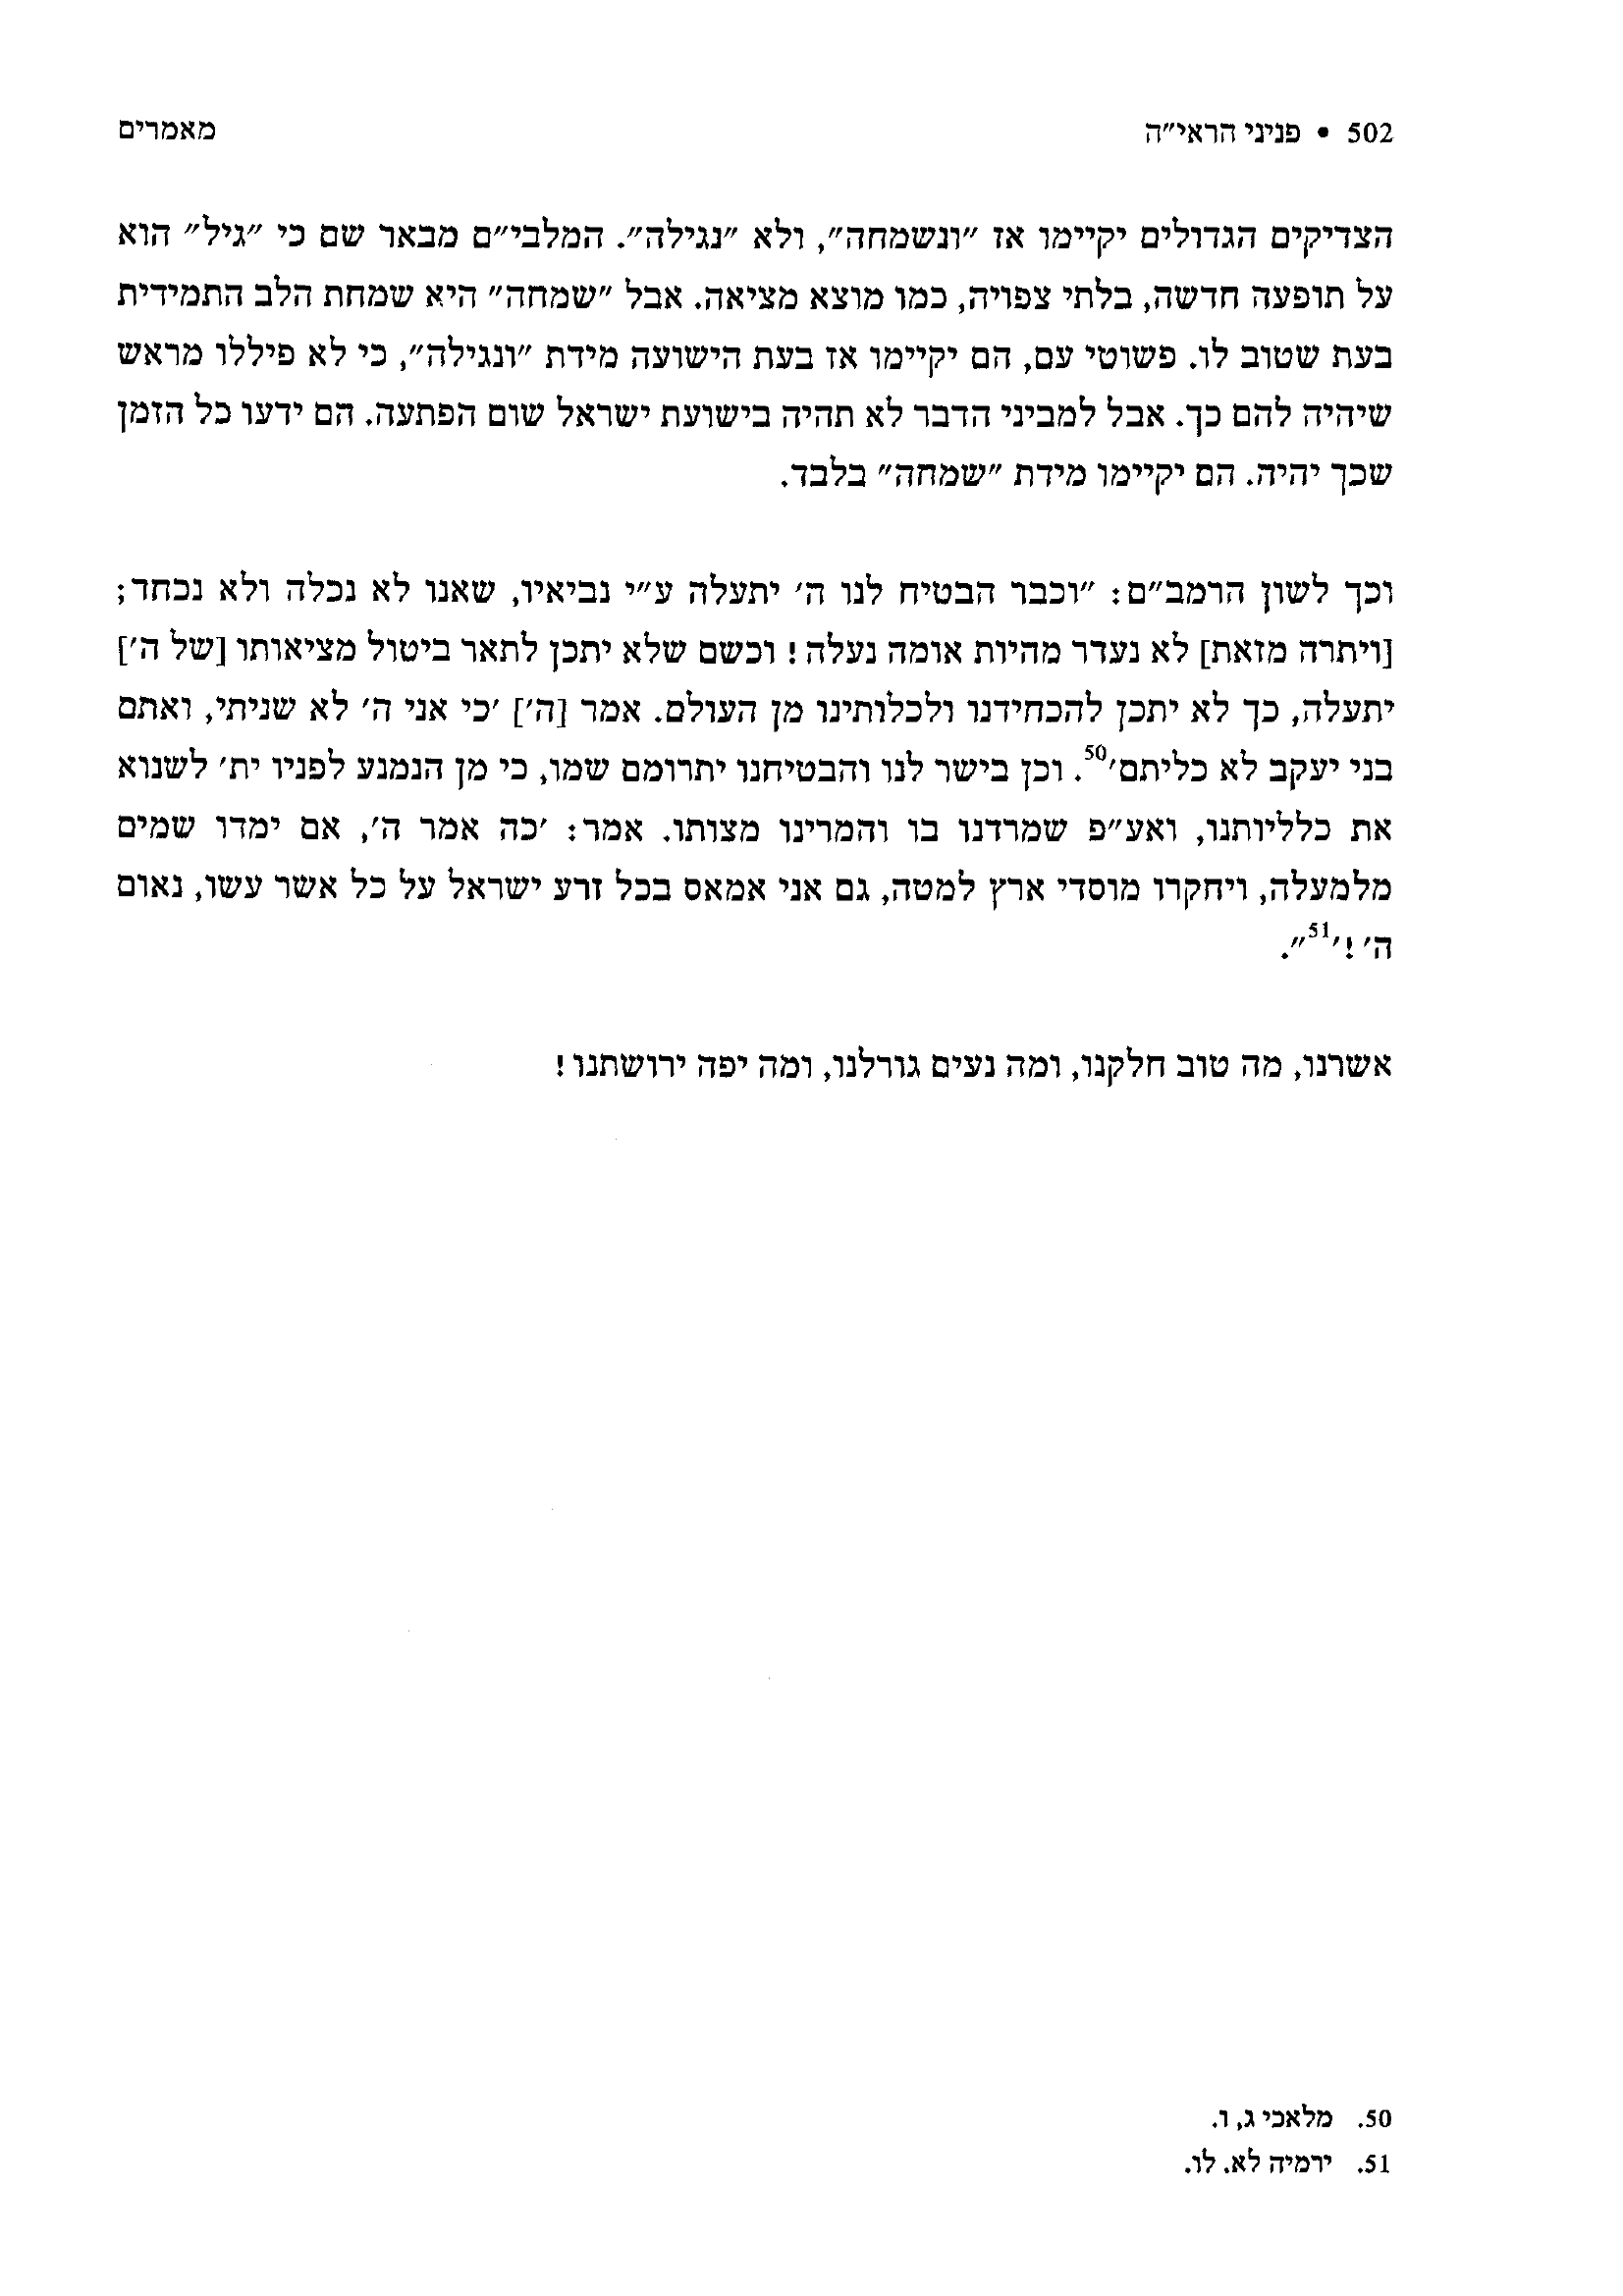 502 • פניני הראי״ה מאמרים
הצדיקים הגדולים יקיימו אז ״ונשמחה״, ולא ״נגילה״. המלבי״ם מבאר שם כי ״גיל״ הוא
על תופעה חדשה, בלתי צפויה, כמו מוצא מציאה. אבל ״שמחה״ היא שמחת הלב התמידית
בעת שטוב לו. פשוטי עם, הם יקיימו אז בעת הישועה מידת ״ונגילה״, כי לא פיללו מראש
שיהיה להם כך. אבל למביני הדבר לא תהיה בישועת ישראל שום הפתעה. הם ידעו כל הזמן
שכך יהיה. הם יקיימו מידת ״שמחה״ בלבד.
וכך לשון הרמב״ם: ״וכבר הבטיח לנו ה׳ יתעלה ע״י נביאיו, שאנו לא נכלה ולא נכחד;
[ויתרה מזאת] לא נעדר מהיות אומה נעלה! וכשם שלא יתכן לתאר ביטול מציאותו [של ה׳]
יתעלה, כך לא יתכן להכחידנו ולכלותינו מן העולם. אמר [ה׳] ׳כי אני ה׳ לא שניתי, ואתם
בני יעקב לא כליתם׳50. וכן בישר לנו והבטיחנו יתרומם שמו, כי מן הנמנע לפניו ית׳ לשנוא
את כלליותנו, ואע״פ שמרדנו בו והמרינו מצותו. אמר: ׳כה אמר ה׳, אם ימדו שמים
מלמעלה, ויחקרו מוסדי ארץ למטה, גם אני אמאס בכל זרע ישראל על כל אשר עשו, נאום
ה׳!׳51״.
אשרנו, מה טוב חלקנו, ומה נעים גורלנו, ומה יפה ירושתנו!
50. מלאכי ג, ו.
51. ירמיה לא. לו.